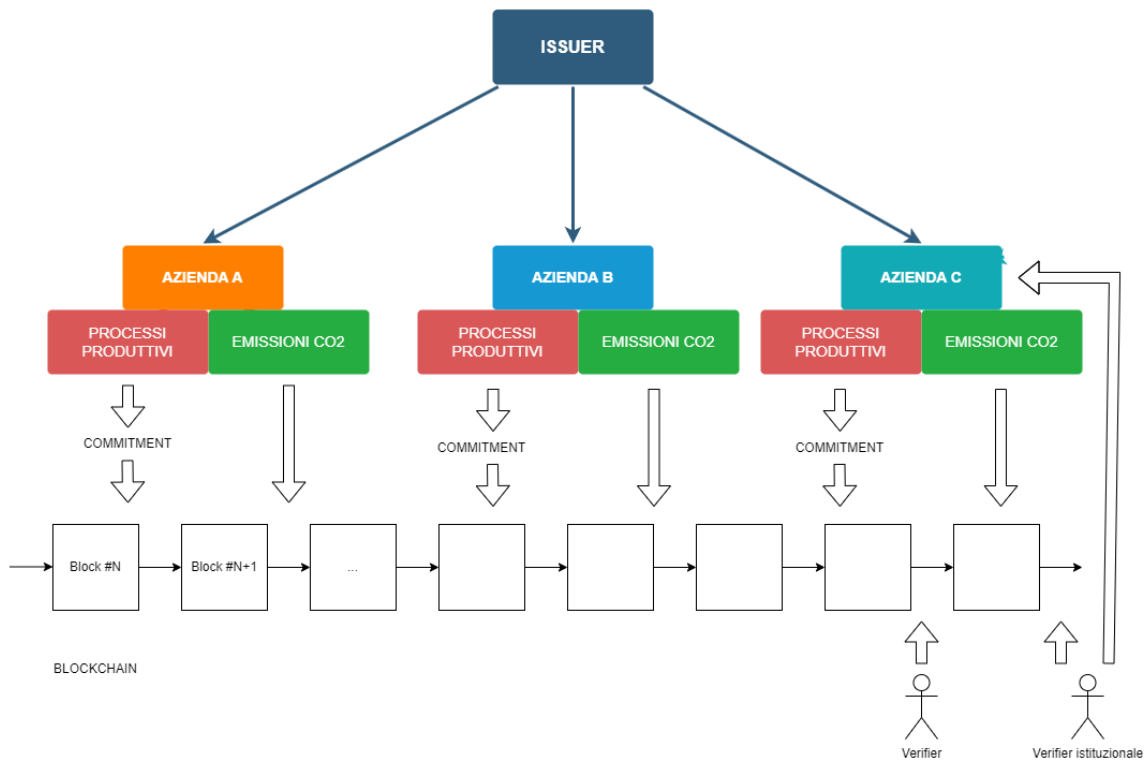 ISSUER
AZIENDA A
AZIENDA B
AZIENDA C
PROCESSI
PRODUTTIVI
EMISSIONI CO2
PROCESSI
PRODUTTIVI
EMISSIONI CO2
PROCESSI
PRODUTTIVI
EMISSIONI CO2
COMMITMENT
COMMITMENT
COMMITMENT
Block #N
Block #N+1
...
BLOCKCHAIN
Verifier
Verifier istituzionale